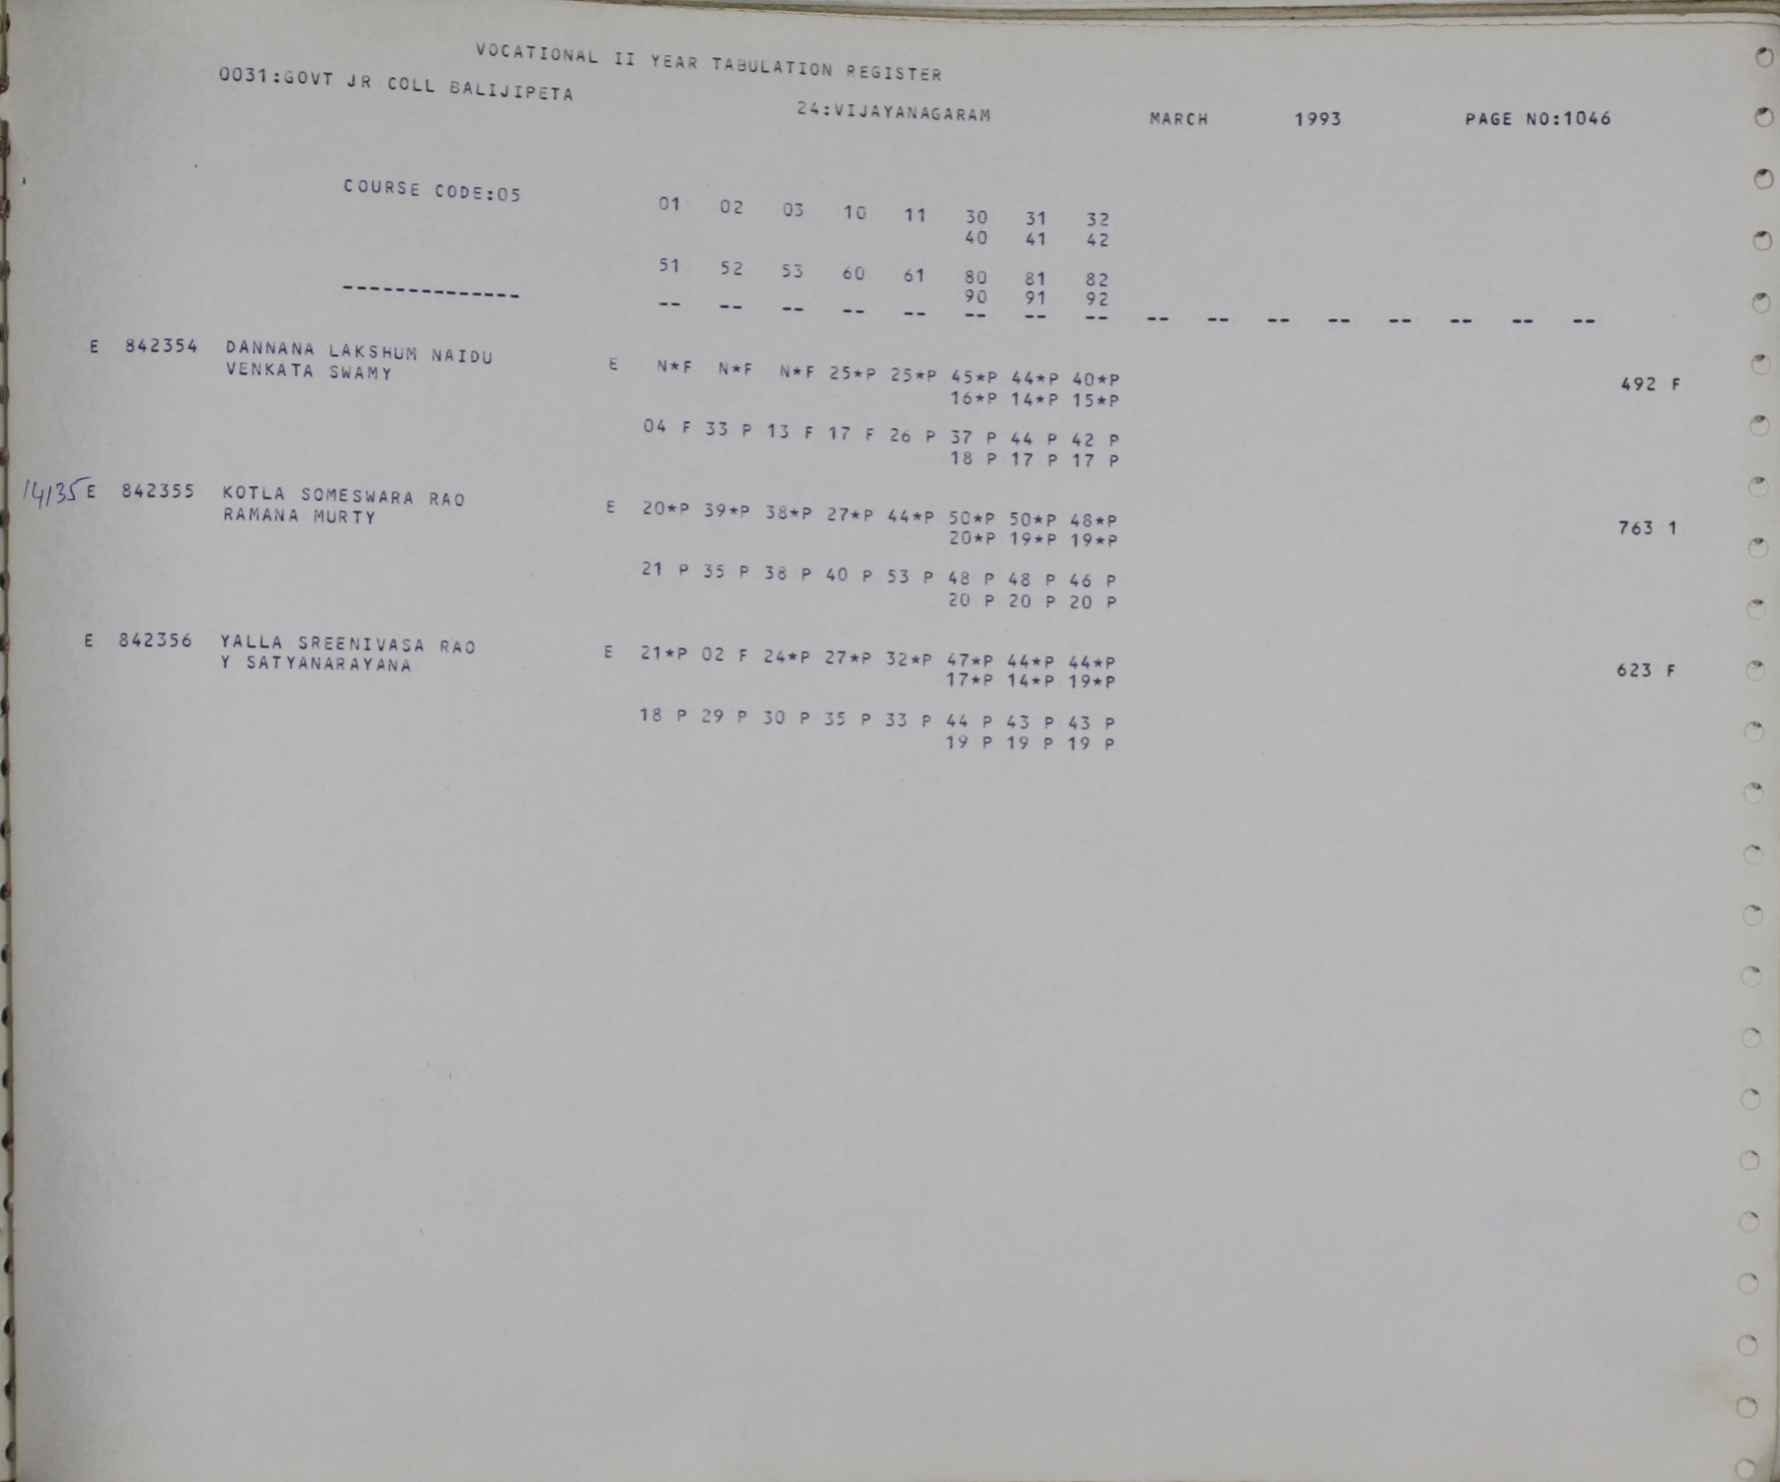 VOCATIONAL II YEAR TABULATION REGISTER
0031:GOVT JR COLL BALIJIPETA 24:VIJAYANAGARAM MARCH 1993 PAGE NO:1046
COURSE CODE:05 01 02 03 10 11 30 31 32
40 41 42
51 52 53 60 61 80 81 82
90 91 92
-------------- -- -- -- -- -- -- -- -- -- -- -- -- -- -- -- --
E 842354 DANNANA LAKSHUM NAIDU E N*F N*F N*F 25*P 25*P 45*P 44*P 40*P 492 F
VENKATA SWAMY 16*P 14*P 15*P
04 F 33 P 13 F 17 F 26 P 37 P 44 P 42 P
18 P 17 P 17 P
14135 E 842355 KOTLA SOMESWARA RAO E 20*P 39*P 38*P 27*P 44*P 50*P 50*P 48*P 763 1
RAMANA MURTY 20*P 19*P 19*P
21 P 35 P 38 P 40 P 53 P 48 P 48 P 46 P
20 P 20 P 20 P
E 842356 YALLA SREENIVASA RAO E 21*P 02 F 24*P 27*P 32*P 47*P 44*P 44*P 623 F
Y SATYANARAYANA 17*P 14*P 19*P
18 P 29 P 30 P 35 P 33 P 44 P 43 P 43 P
19 P 19 P 19 P